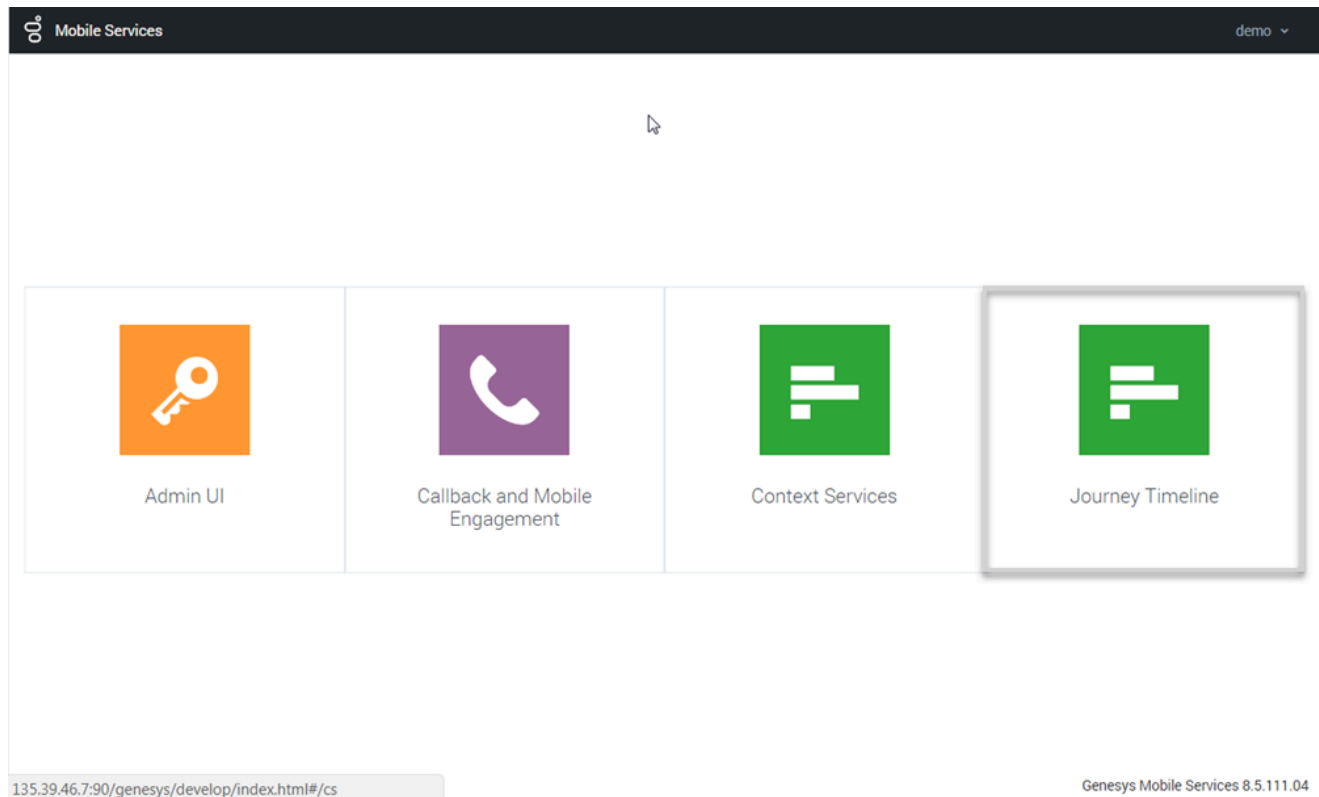 Mobile Services
demo
Admin UI
Callback and Mobile
Engagement
Context Services
Journey Timeline
135.39.46.7:90/genesys/develop/index.html#/cs
Genesys Mobile Services 8.5.111.04